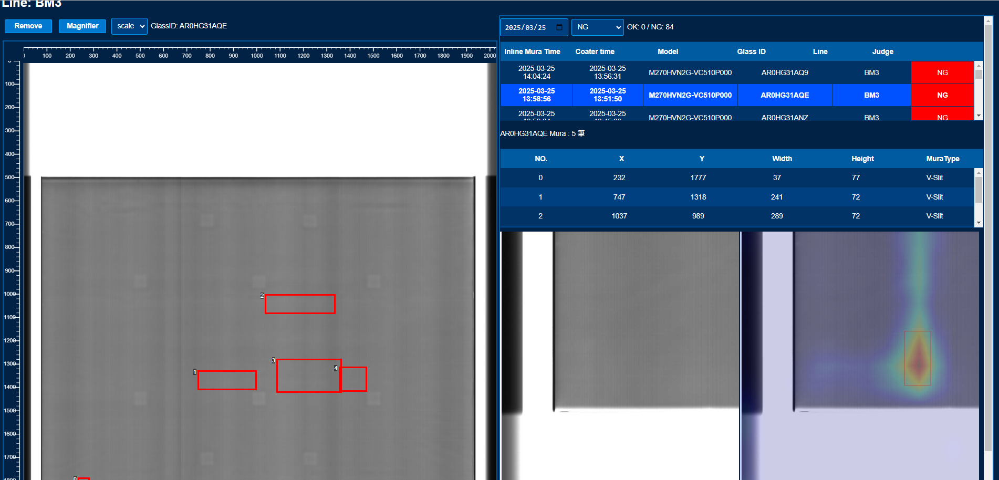 Line: BM3
Remove Magnifier scale GlassID: AR0HG31AQE
0 100 200 300 400 500 600 700 800 900 1000 1100 1200 1300 1400 1500 1600 1700 1800 1900 2000
0
100
200
300
400
500
600
700
800
900
1000
1100
1200
1300
1400
1500
1600
1700
1800
2
3
4
1
0
2025/03/25 NG OK: 0 / NG: 84
Inline Mura Time Coater time Model Glass ID Line Judge
2025-03-25 14:04:24 2025-03-25 13:56:31 M270HVN2G-VC510P000 AR0HG31AQ9 BM3 NG
2025-03-25 13:58:56 2025-03-25 13:51:50 M270HVN2G-VC510P000 AR0HG31AQE BM3 NG
2025-03-25 2025-03-25 M270HVN2G-VC510P000 AR0HG31ANZ BM3 NG
AR0HG31AQE Mura : 5 筆
NO. X Y Width Height MuraType
0 232 1777 37 77 V-Slit
1 747 1318 241 72 V-Slit
2 1037 989 289 72 V-Slit